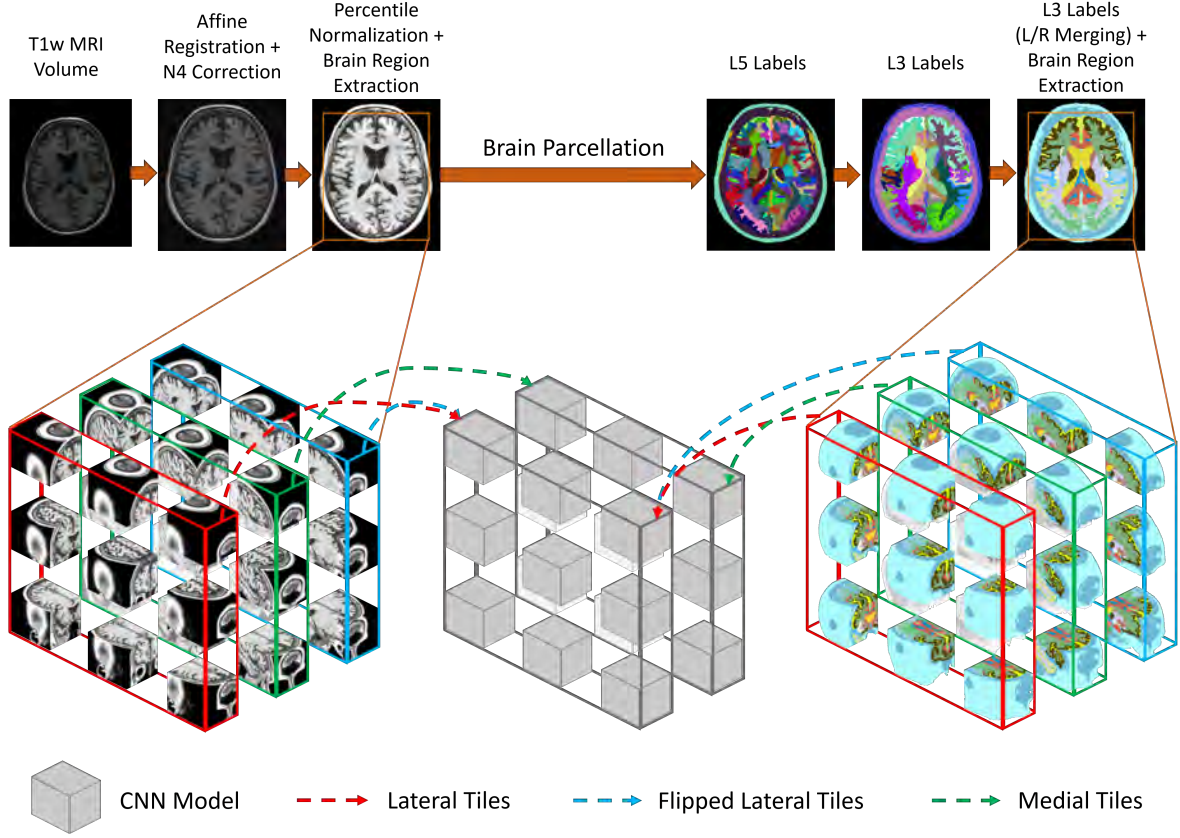 T1w MRI
Volume
Affine
Registration +
N4 Correction
Percentile
Normalization +
Brain Region
Extraction
Brain Parcellation
L5 Labels
L3 Labels
L3 Labels
(L/R Merging) +
Brain Region
Extraction
CNN Model
Lateral Tiles
Flipped Lateral Tiles
Medial Tiles